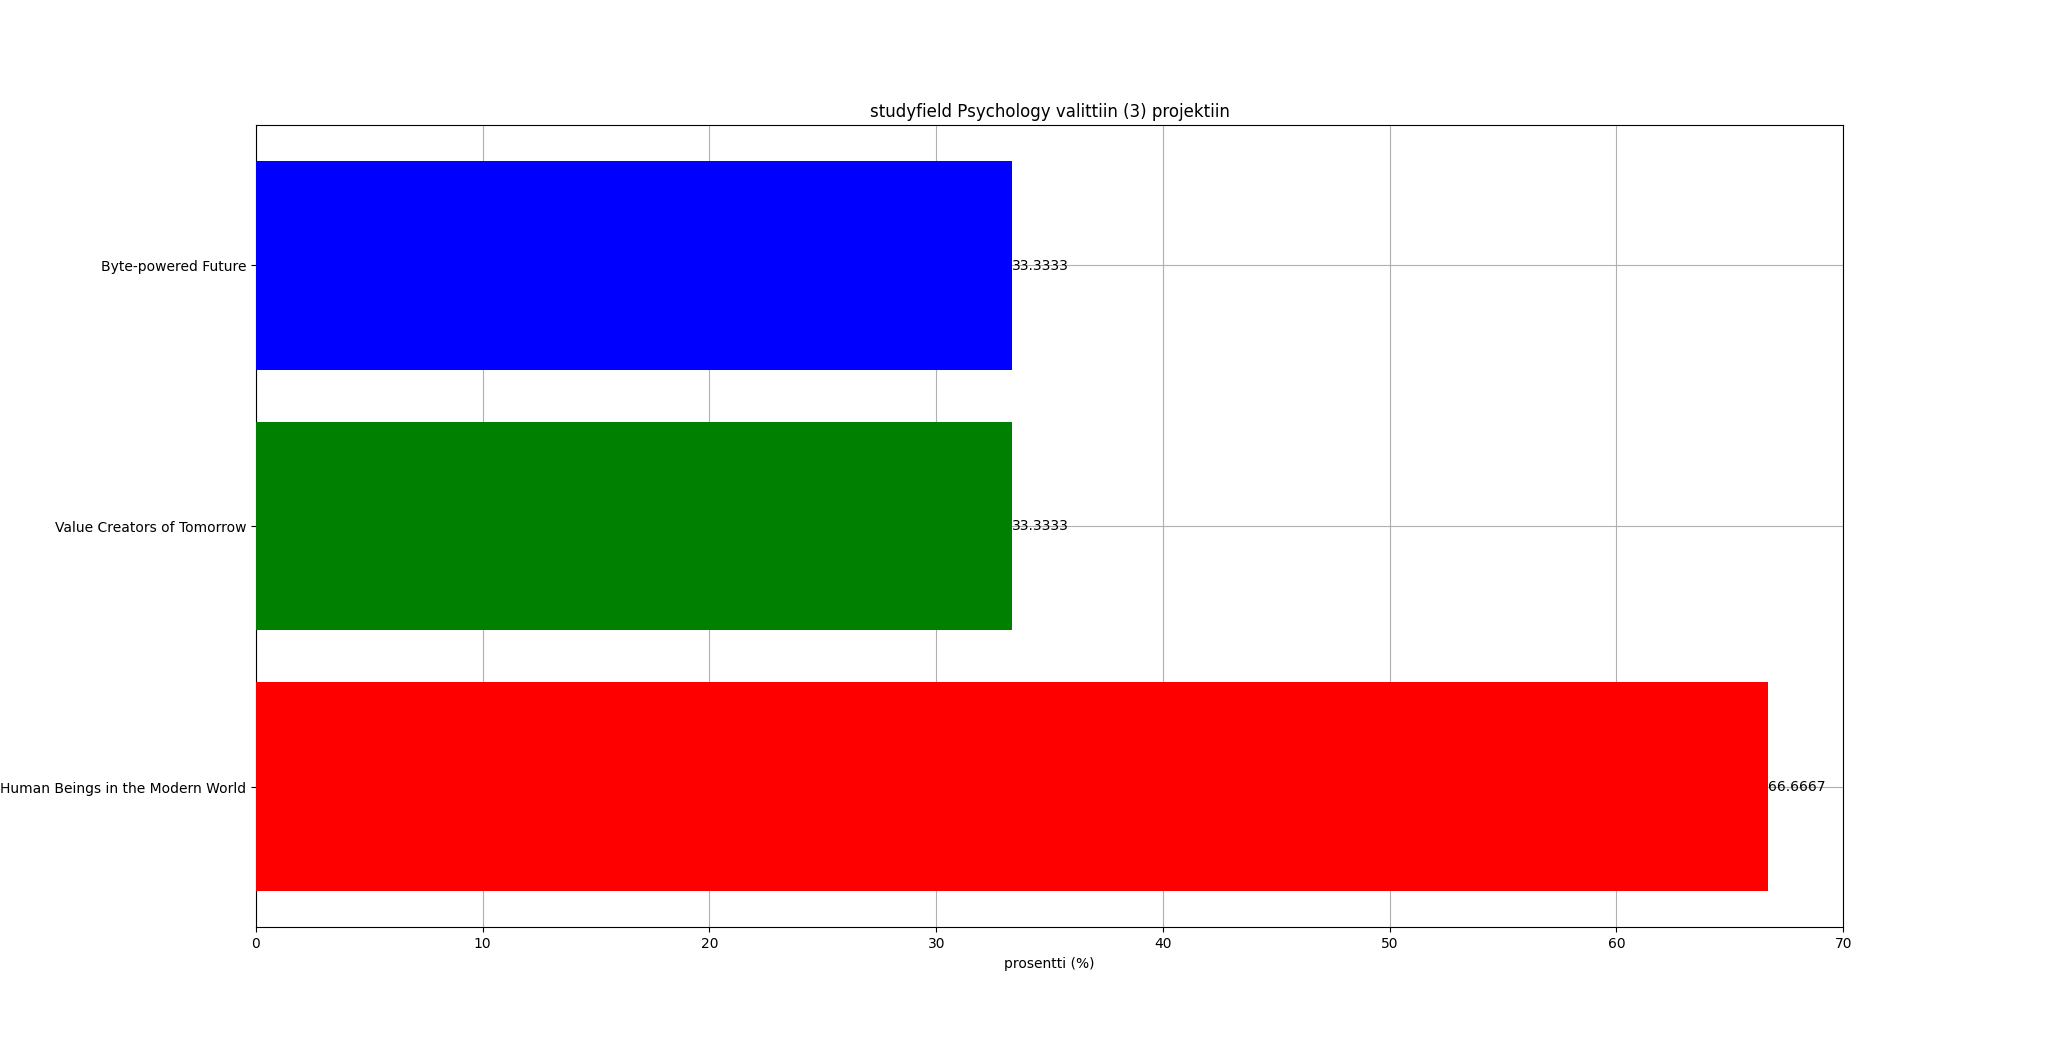 studyfield Psychology valittiin (3) projektiin
Byte-powered Future
33.3333
Value Creators of Tomorrow
33.3333
Human Beings in the Modern World
66.6667
0 10 20 30 40 50 60 70
prosentti (%)